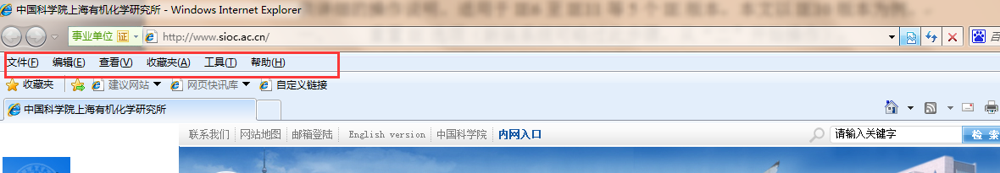 中国科学院上海有机化学研究所 - Windows Internet Explorer
事业单位 证 http://www.sioc.ac.cn/
文件(F) 编辑(E) 查看(V) 收藏夹(A) 工具(T) 帮助(H)
收藏夹 建议网站 网页快讯库 自定义链接
中国科学院上海有机化学研究所
联系我们 网站地图 邮箱登陆 English version 中国科学院 内网入口 请输入关键字 检 索